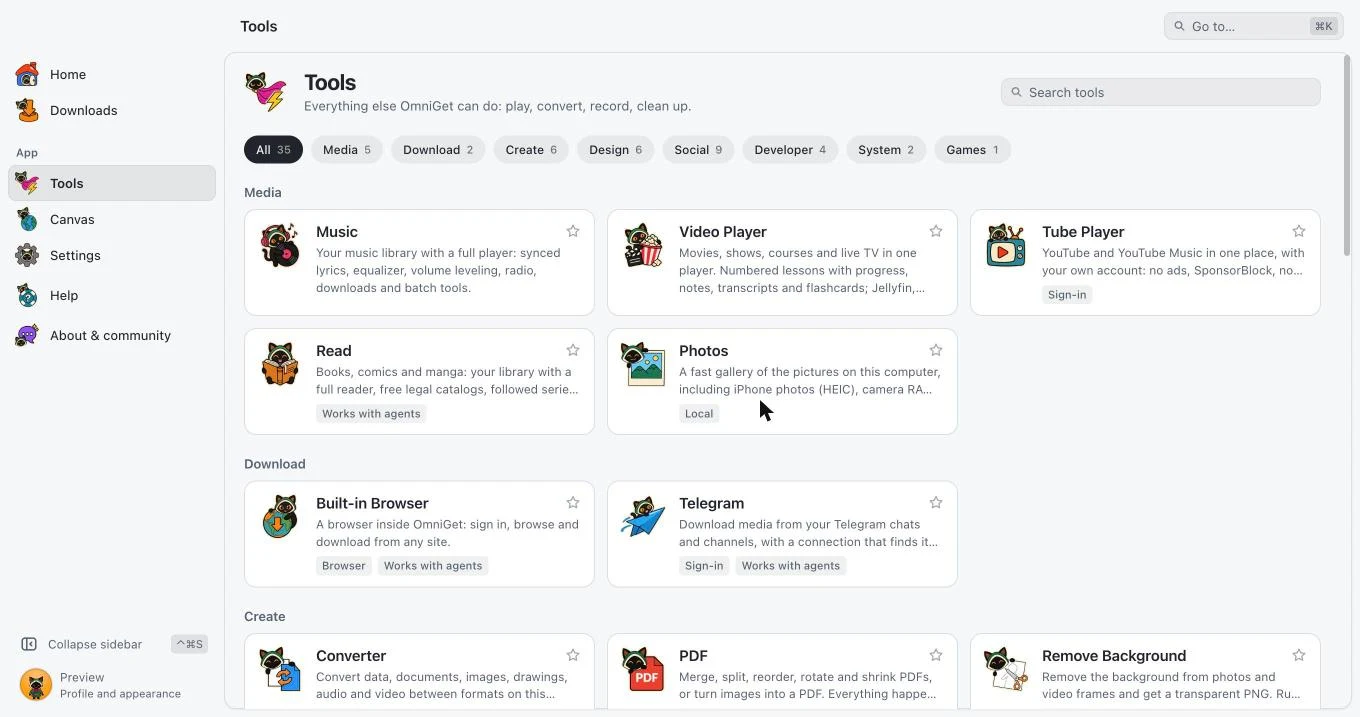 Tools
Go to...
⌘K
Home
Downloads
App
Tools
Canvas
Settings
Help
About & community
Collapse sidebar
^⌘S
Preview
Profile and appearance
Tools
Everything else OmniGet can do: play, convert, record, clean up.
Search tools
All 35
Media 5
Download 2
Create 6
Design 6
Social 9
Developer 4
System 2
Games 1
Media
Music
Your music library with a full player: synced
lyrics, equalizer, volume leveling, radio,
downloads and batch tools.
Video Player
Movies, shows, courses and live TV in one
player. Numbered lessons with progress,
notes, transcripts and flashcards; Jellyfin,...
Tube Player
YouTube and YouTube Music in one place, with
your own account: no ads, SponsorBlock, no...
Sign-in
Read
Books, comics and manga: your library with a
full reader, free legal catalogs, followed serie...
Works with agents
Photos
A fast gallery of the pictures on this computer,
including iPhone photos (HEIC), camera RA...
Local
Download
Built-in Browser
A browser inside OmniGet: sign in, browse and
download from any site.
Browser
Works with agents
Telegram
Download media from your Telegram chats
and channels, with a connection that finds it...
Sign-in
Works with agents
Create
Converter
Convert data, documents, images, drawings,
audio and video between formats on this...
PDF
PDF
Merge, split, reorder, rotate and shrink PDFs,
or turn images into a PDF. Everything happe...
Remove Background
Remove the background from photos and
video frames and get a transparent PNG. Ru...